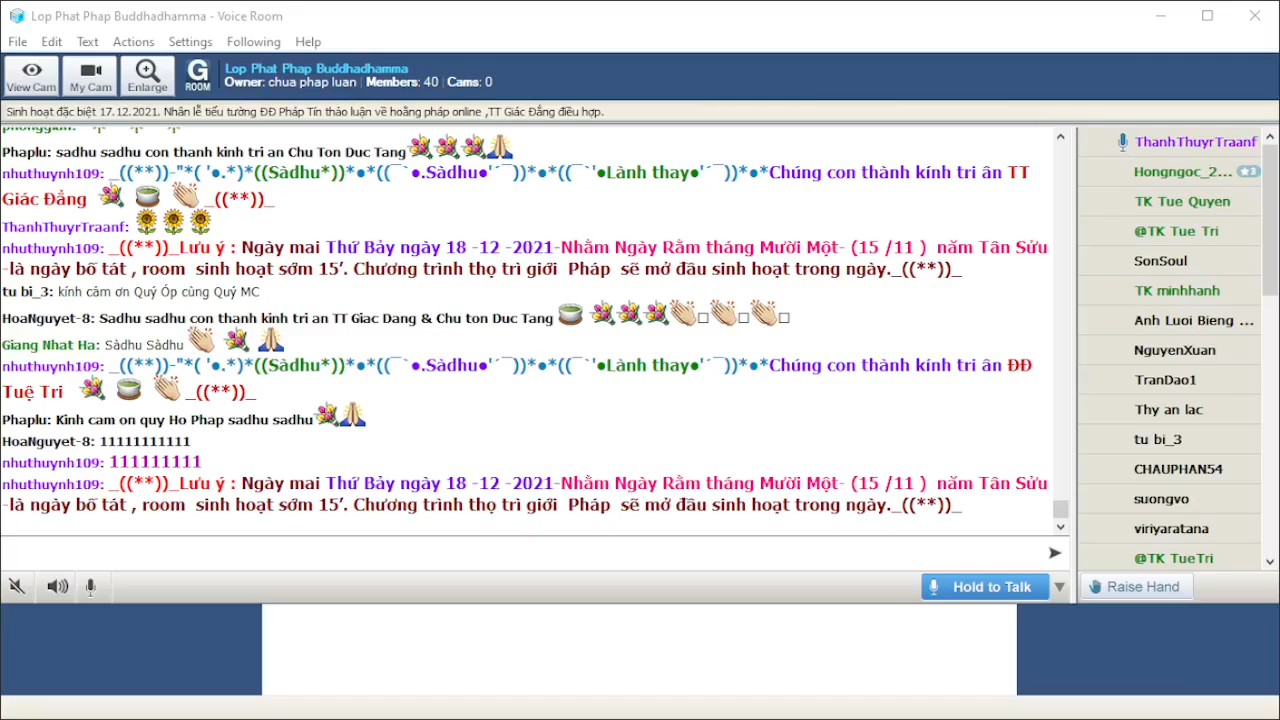 Lop Phat Phap Buddhadhamma - Voice Room
File Edit Text Actions Settings Following Help
View Cam My Cam Enlarge G ROOM
Lop Phat Phap Buddhadhamma
Owner: chua phap luan | Members: 40 | Cams: 0
Sinh hoạt đặc biệt 17.12.2021. Nhân lễ tiểu tường ĐĐ Pháp Tín thảo luận về hoằng pháp online ,TT Giác Đẳng điều hợp.
Phaplu: sadhu sadhu con thanh kinh tri an Chu Ton Duc Tang
nhuthuynh109: _((**))-"*( '●.*)*((Sàdhu*))*●*((¯`●.Sàdhu●'´¯))*●*((¯`'●Lành thay●'´¯))*●*Chúng con thành kính tri ân TT
Giác Đẳng _((**))_
ThanhThuyrTraanf:
nhuthuynh109: _((**))_Lưu ý : Ngày mai Thứ Bảy ngày 18 -12 -2021-Nhằm Ngày Rằm tháng Mười Một- (15 /11 ) năm Tân Sửu
-là ngày bố tát , room sinh hoạt sớm 15’. Chương trình thọ trì giới Pháp sẽ mở đầu sinh hoạt trong ngày._((**))_
tu bi_3: kính cảm ơn Quý Óp cùng Quý MC
HoaNguyet-8: Sadhu sadhu con thanh kinh tri an TT Giac Dang & Chu ton Duc Tang
Giang Nhat Ha: Sàdhu Sàdhu
nhuthuynh109: _((**))-"*( '●.*)*((Sàdhu*))*●*((¯`●.Sàdhu●'´¯))*●*((¯`'●Lành thay●'´¯))*●*Chúng con thành kính tri ân ĐĐ
Tuệ Tri _((**))_
Phaplu: Kinh cam on quy Ho Phap sadhu sadhu
HoaNguyet-8: 11111111111
nhuthuynh109: 111111111
nhuthuynh109: _((**))_Lưu ý : Ngày mai Thứ Bảy ngày 18 -12 -2021-Nhằm Ngày Rằm tháng Mười Một- (15 /11 ) năm Tân Sửu
-là ngày bố tát , room sinh hoạt sớm 15’. Chương trình thọ trì giới Pháp sẽ mở đầu sinh hoạt trong ngày._((**))_
Hold to Talk
ThanhThuyrTraanf
Hongngoc_2... 3
TK Tue Quyen
@TK Tue Tri
SonSoul
TK minhhanh
Anh Luoi Bieng ...
NguyenXuan
TranDao1
Thy an lac
tu bi_3
CHAUPHAN54
suongvo
viriyaratana
@TK TueTri
Raise Hand